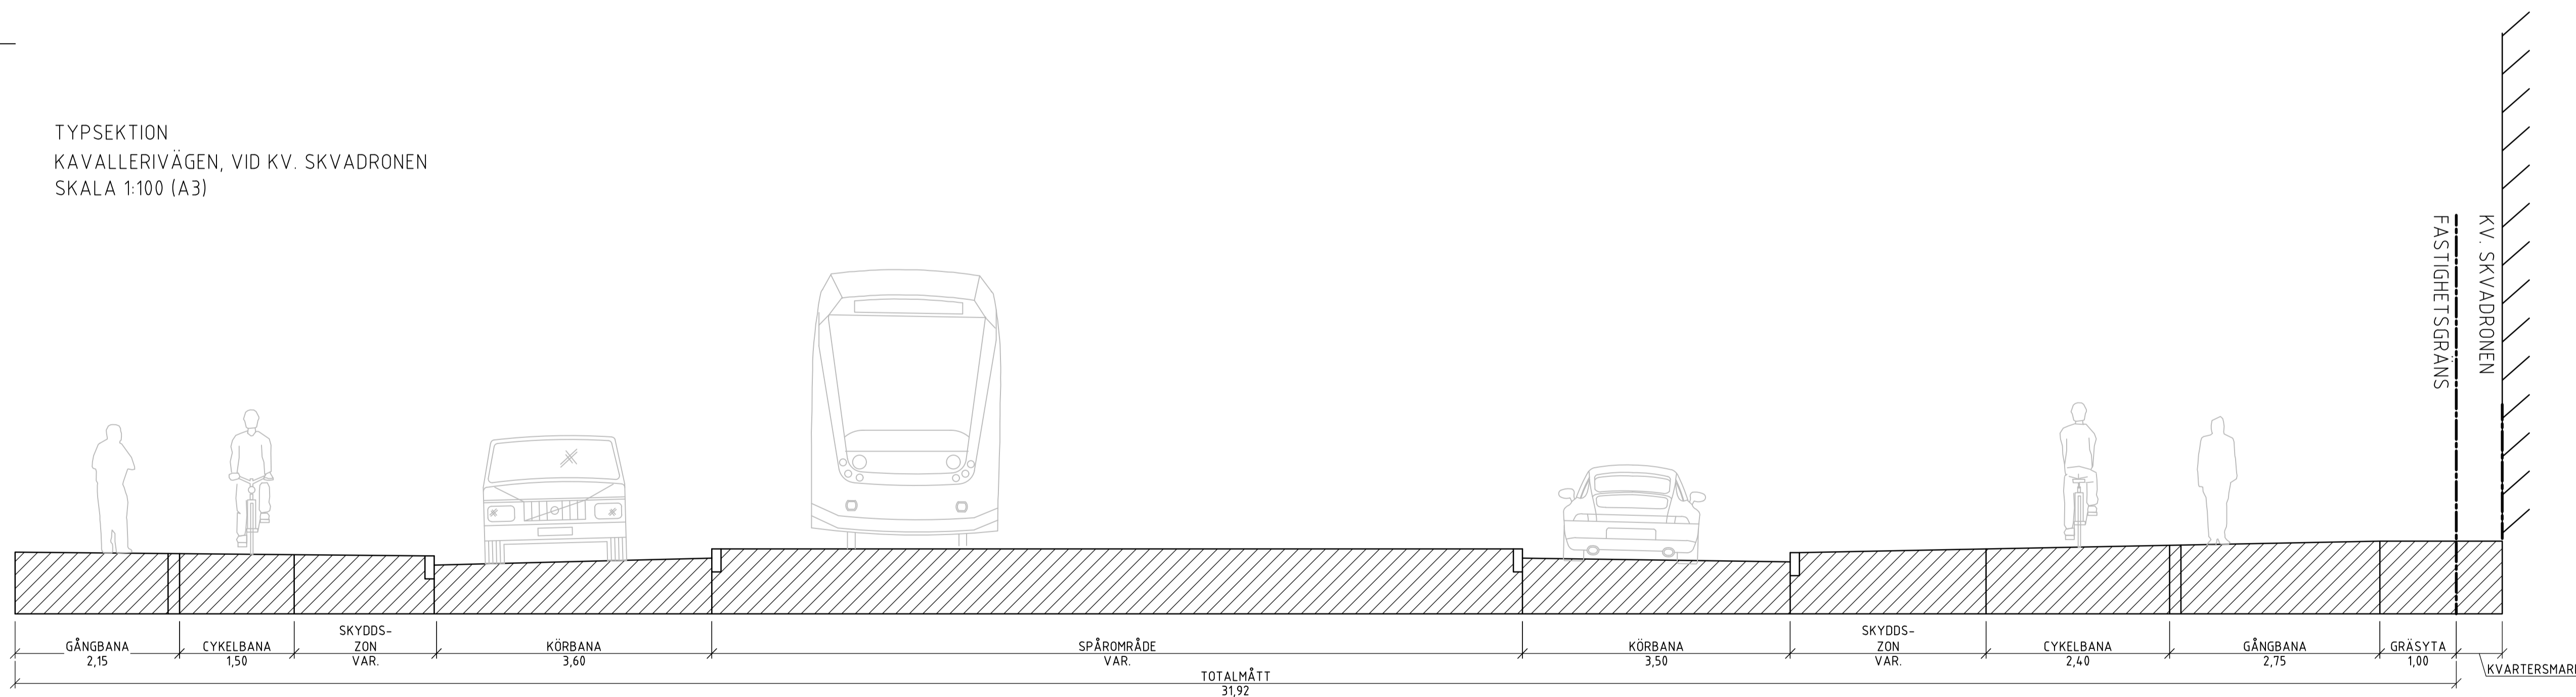 TYPSEKTION
KAVALLERIVÄGEN, VID KV. SKVADRONEN
SKALA 1:100 (A3)
FASTIGHETSGRÄNS
KV. SKVADRONEN
GÅNGBANA
2,15
CYKELBANA
1,50
SKYDDS-
ZON
VAR.
KÖRBANA
3,60
SPÅROMRÅDE
VAR.
KÖRBANA
3,50
SKYDDS-
ZON
VAR.
CYKELBANA
2,40
GÅNGBANA
2,75
GRÄSYTA
1,00
TOTALMÅTT
31,92